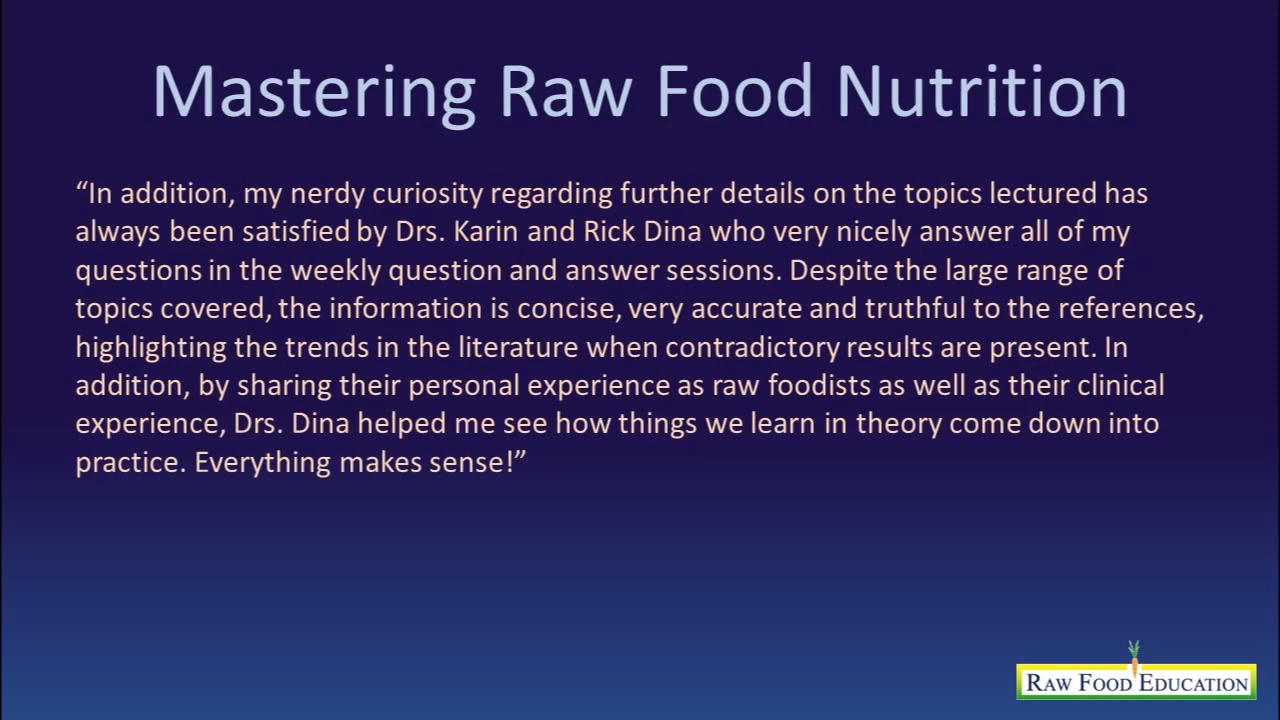 Mastering Raw Food Nutrition
“In addition, my nerdy curiosity regarding further details on the topics lectured has
always been satisfied by Drs. Karin and Rick Dina who very nicely answer all of my
questions in the weekly question and answer sessions. Despite the large range of
topics covered, the information is concise, very accurate and truthful to the references,
highlighting the trends in the literature when contradictory results are present. In
addition, by sharing their personal experience as raw foodists as well as their clinical
experience, Drs. Dina helped me see how things we learn in theory come down into
practice. Everything makes sense!”
RAW FOOD EDUCATION